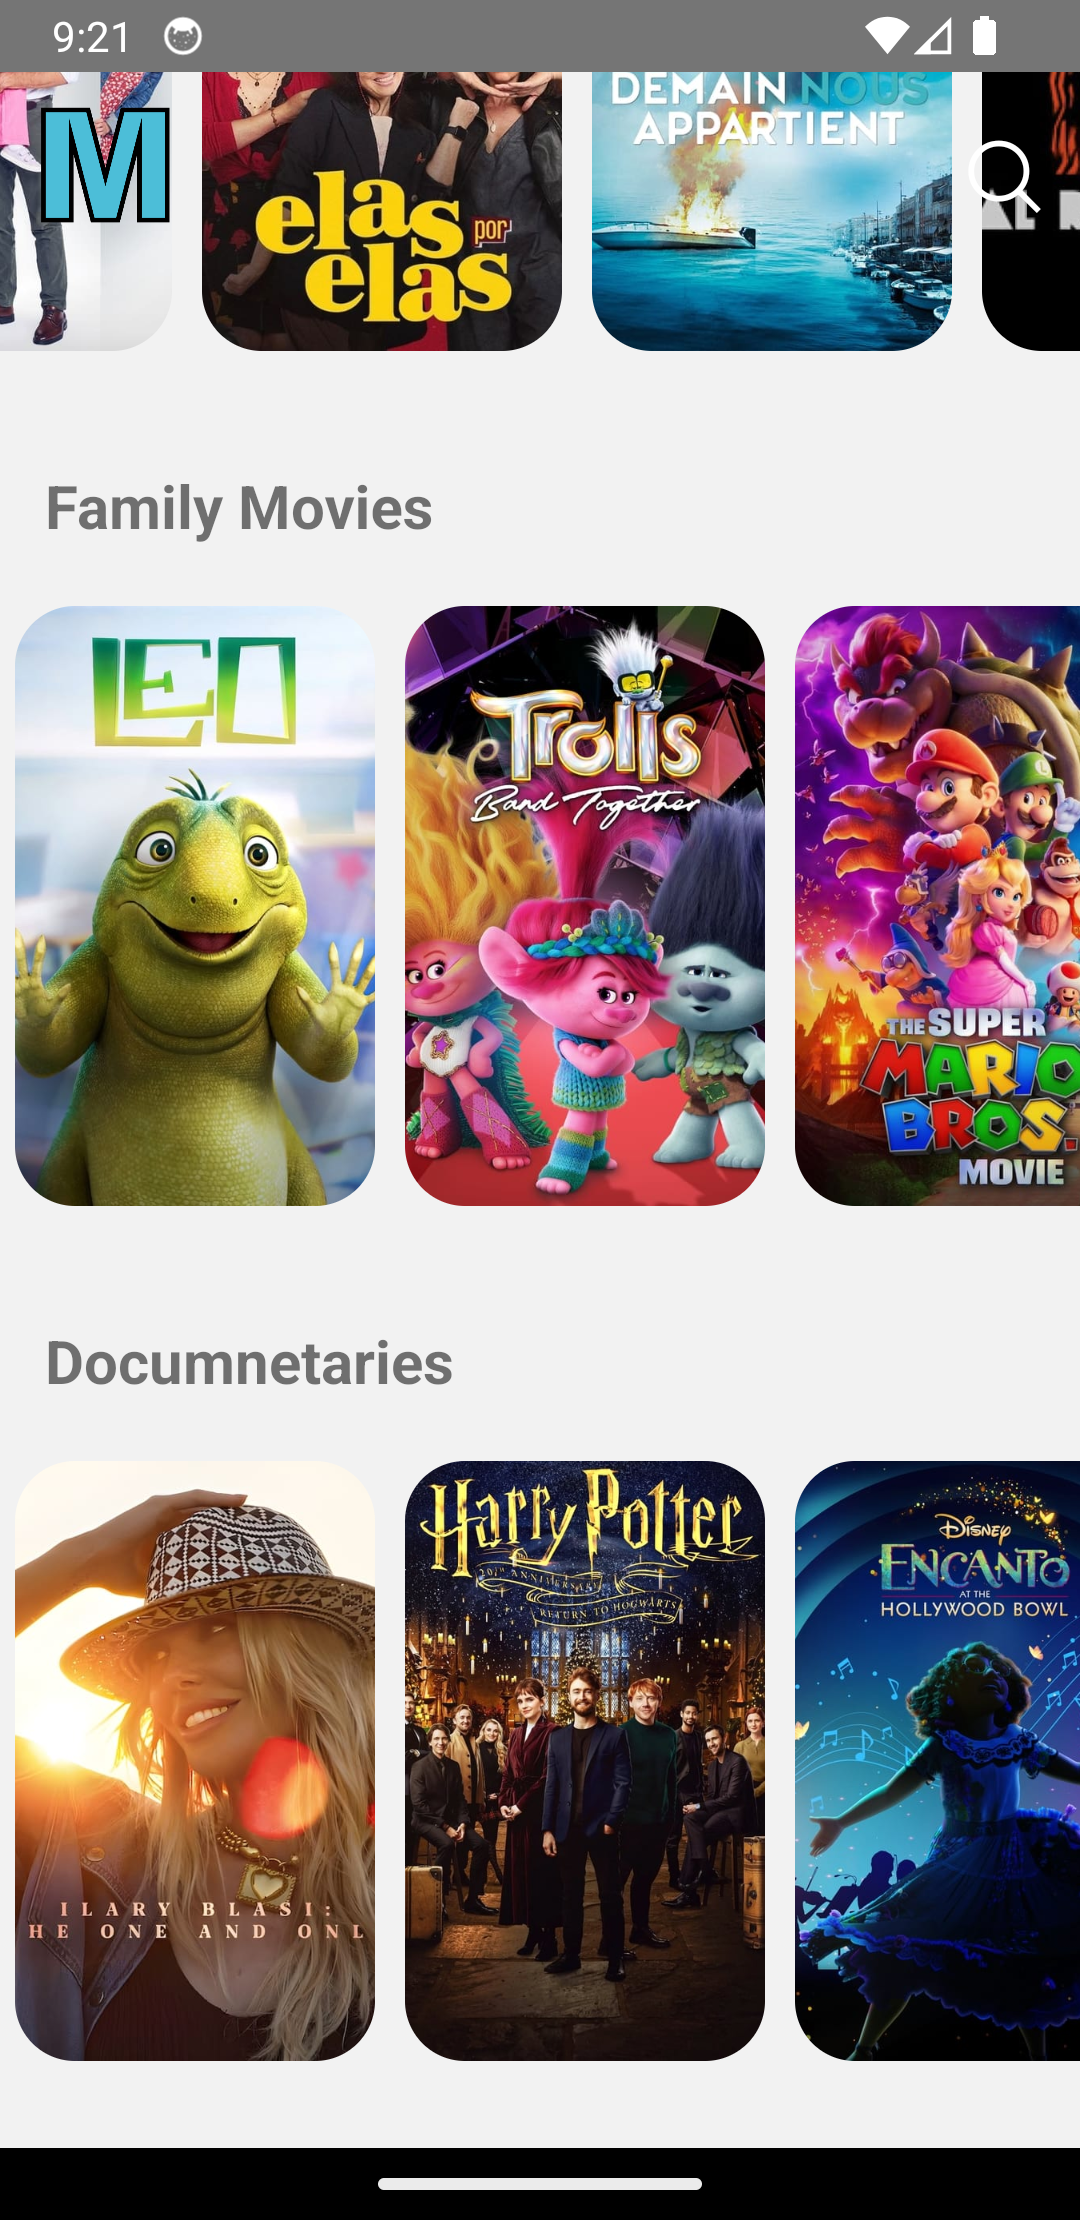 9:21
DEMAIN NOUS
APPARTIENT
M
elas por
elas
Family Movies
LEO
Trolls
Band Together
THE SUPER
MARIO
BROS.
MOVIE
Documnetaries
ILARY BLASI:
HE ONE AND ONL
Harry Potter
20TH ANNIVERSARY
RETURN TO HOGWARTS
DISNEY
ENCANTO
AT THE
HOLLYWOOD BOWL